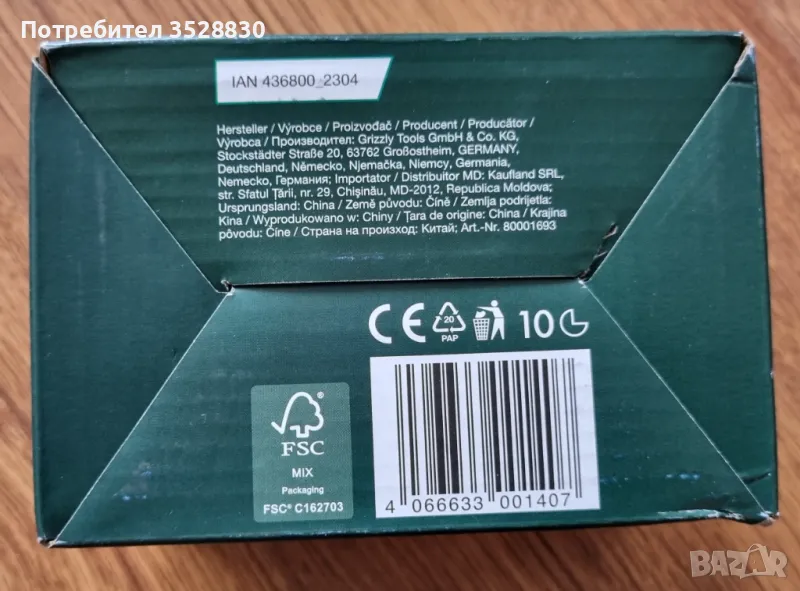 Потребител 3528830
IAN 436800_2304
Hersteller / Výrobce / Proizvođač / Producent / Producător /
Výrobca / Производител: Grizzly Tools GmbH & Co. KG,
Stockstädter Straße 20, 63762 Großostheim, GERMANY,
Deutschland, Německo, Njemačka, Niemcy, Germania,
Nemecko, Германия; Importator / Distribuitor MD: Kaufland SRL,
str. Sfatul Țării, nr. 29, Chișinău, MD-2012, Republica Moldova;
Ursprungsland: China / Země původu: Číně / Zemlja podrijetla:
Kina / Wyprodukowano w: Chiny / Țara de origine: China / Krajina
pôvodu: Číne / Страна на произход: Китай; Art.-Nr. 80001693
CE 20 PAP 10
FSC®
MIX
Packaging
FSC® C162703
4 066633 001407
BAZAR